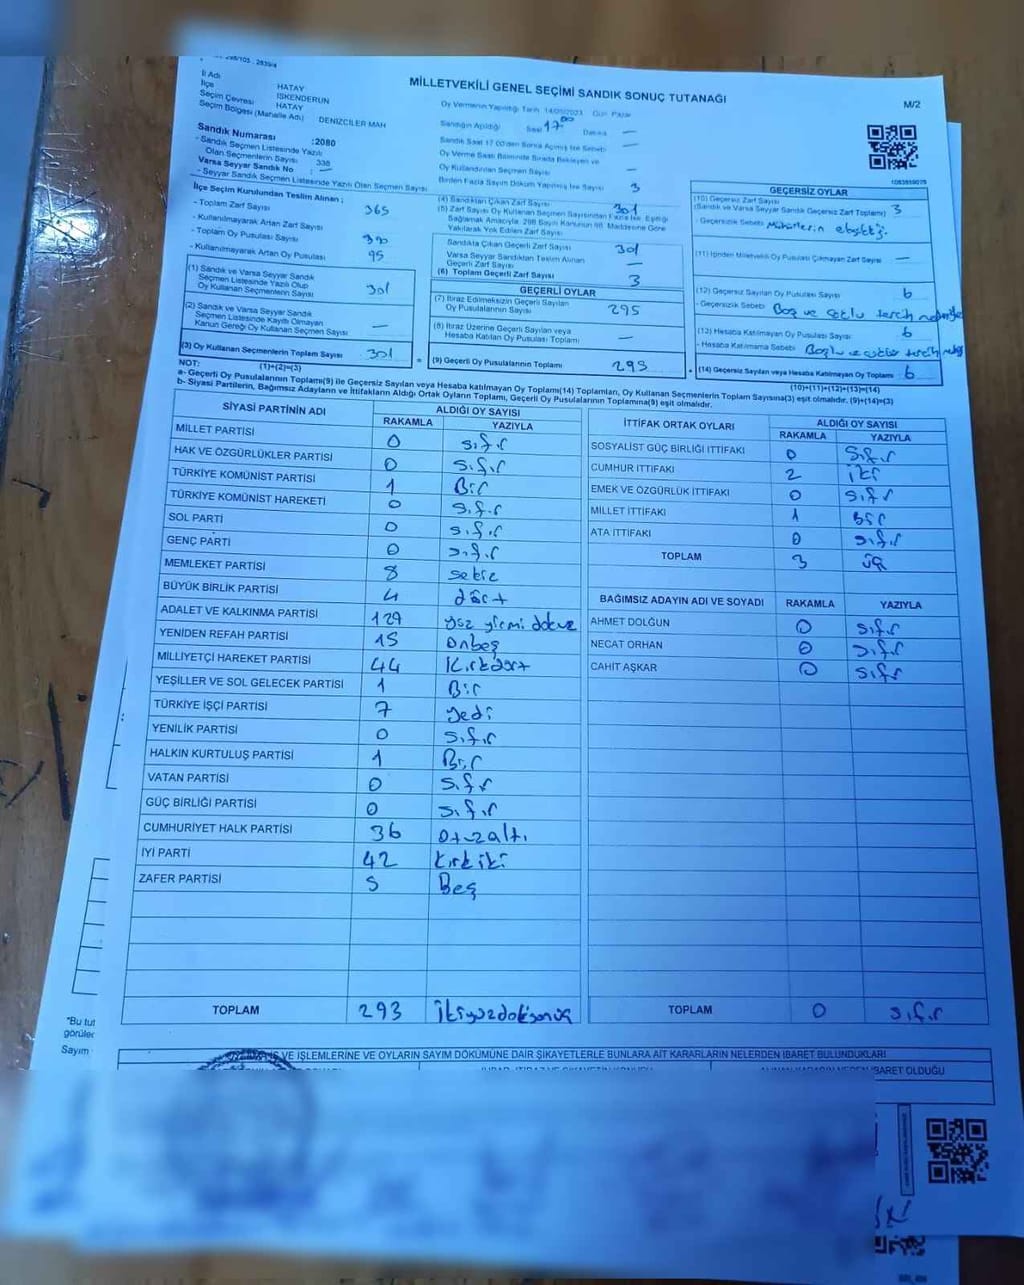 MİLLETVEKİLİ GENEL SEÇİMİ SANDIK SONUÇ TUTANAĞI
M/2
İl Adı HATAY
İlçe İSKENDERUN
Seçim Çevresi HATAY
Seçim Bölgesi (Mahalle Adı) DENİZCİLER MAH
Oy Vermenin Yapıldığı Tarih 14/05/2023 Gün Pazar
Sandığın Açıldığı Saat 17 00 Dakika —
Sandık Numarası :2080
- Sandık Seçmen Listesinde Yazılı
Olan Seçmenlerin Sayısı 338
Varsa Seyyar Sandık No : —
- Seyyar Sandık Seçmen Listesinde Yazılı Olan Seçmen Sayısı
Sandık Saat 17.00'den Sonra Açılmış İse Sebebi —
Oy Verme Saati Bitiminde Sırada Bekleyen ve
Oy Kullandırılan Seçmen Sayısı —
Birden Fazla Sayım Döküm Yapılmış İse Sayısı 3
İlçe Seçim Kurulundan Teslim Alınan ;
- Toplam Zarf Sayısı 365
- Kullanılmayarak Artan Zarf Sayısı
- Toplam Oy Pusulası Sayısı
- Kullanılmayarak Artan Oy Pusulası 95
(1) Sandık ve Varsa Seyyar Sandık
Seçmen Listesinde Yazılı Olup
Oy Kullanan Seçmenlerin Sayısı 301
(2) Sandık ve Varsa Seyyar Sandık
Seçmen Listesinde Kayıtlı Olmayan
Kanun Gereği Oy Kullanan Seçmen Sayısı —
(3) Oy Kullanan Seçmenlerin Toplam Sayısı 301
(1)+(2)=(3)
(4) Sandıktan Çıkan Zarf Sayısı 301
(5) Zarf Sayısı Oy Kullanan Seçmen Sayısından Fazla İse, Eşitliği
Sağlamak Amacıyla, 298 Sayılı Kanunun 98. Maddesine Göre
Yakılarak Yok Edilen Zarf Sayısı
Sandıkta Çıkan Geçerli Zarf Sayısı 301
Varsa Seyyar Sandıktan Teslim Alınan
Geçerli Zarf Sayısı —
(6) Toplam Geçerli Zarf Sayısı 3
GEÇERLİ OYLAR
(7) İtiraz Edilmeksizin Geçerli Sayılan
Oy Pusulalarının Sayısı 295
(8) İtiraz Üzerine Geçerli Sayılan veya
Hesaba Katılan Oy Pusulası Toplamı —
(9) Geçerli Oy Pusulalarının Toplamı 295
1083859075
GEÇERSİZ OYLAR
(10) Geçersiz Zarf Sayısı
(Sandık ve Varsa Seyyar Sandık Geçersiz Zarf Toplamı) 3
- Geçersizlik Sebebi Mühürlerin
(11) İçinden Milletvekili Oy Pusulası Çıkmayan Zarf Sayısı —
(12) Geçersiz Sayılan Oy Pusulası Sayısı 6
- Geçersizlik Sebebi Boş ve çoklu tercih
(13) Hesaba Katılmayan Oy Pusulası Sayısı 6
- Hesaba Katılmama Sebebi
(14) Geçersiz Sayılan veya Hesaba Katılmayan Oy Toplamı 6
(10)+(11)+(12)+(13)=(14)
NOT:
a- Geçerli Oy Pusulalarının Toplamı(9) ile Geçersiz Sayılan veya Hesaba katılmayan Oy Toplamı(14) Toplamları, Oy Kullanan Seçmenlerin Toplam Sayısına(3) eşit olmalıdır. (9)+(14)=(3)
b- Siyasi Partilerin, Bağımsız Adayların ve İttifakların Aldığı Ortak Oyların Toplamı, Geçerli Oy Pusulalarının Toplamına(9) eşit olmalıdır.
SİYASİ PARTİNİN ADI ALDIĞI OY SAYISI
RAKAMLA YAZIYLA
MİLLET PARTİSİ 0 sıfır
HAK VE ÖZGÜRLÜKLER PARTİSİ 0 sıfır
TÜRKİYE KOMÜNİST PARTİSİ 1 Bir
TÜRKİYE KOMÜNİST HAREKETİ 0 sıfır
SOL PARTİ 0 sıfır
GENÇ PARTİ 0 sıfır
MEMLEKET PARTİSİ 8 sekiz
BÜYÜK BİRLİK PARTİSİ 4 dört
ADALET VE KALKINMA PARTİSİ 129 yüz yirmi dokuz
YENİDEN REFAH PARTİSİ 15 Onbeş
MİLLİYETÇİ HAREKET PARTİSİ 44 Kırkdört
YEŞİLLER VE SOL GELECEK PARTİSİ 1 Bir
TÜRKİYE İŞÇİ PARTİSİ 7 yedi
YENİLİK PARTİSİ 0 sıfır
HALKIN KURTULUŞ PARTİSİ 1 Bir
VATAN PARTİSİ 0 sıfır
GÜÇ BİRLİĞİ PARTİSİ 0 sıfır
CUMHURİYET HALK PARTİSİ 36 otuzaltı
İYİ PARTİ 42 kırkiki
ZAFER PARTİSİ 5 Beş
TOPLAM 293 ikiyüzdoksanüç
İTTİFAK ORTAK OYLARI ALDIĞI OY SAYISI
RAKAMLA YAZIYLA
SOSYALİST GÜÇ BİRLİĞİ İTTİFAKI 0 sıfır
CUMHUR İTTİFAKI 2 iki
EMEK VE ÖZGÜRLÜK İTTİFAKI 0 sıfır
MİLLET İTTİFAKI 1 bir
ATA İTTİFAKI 0 sıfır
TOPLAM 3 üç
BAĞIMSIZ ADAYIN ADI VE SOYADI RAKAMLA YAZIYLA
AHMET DOLĞUN 0 sıfır
NECAT ORHAN 0 sıfır
CAHİT AŞKAR 0 sıfır
TOPLAM 0 sıfır
VE İŞLEMLERİNE VE OYLARIN SAYIM DÖKÜMÜNE DAİR ŞİKAYETLERLE BUNLARA AİT KARARLARIN NELERDEN İBARET BULUNDUKLARI
İBARET OLDUĞU
"Bu tut
görülec
Sayım